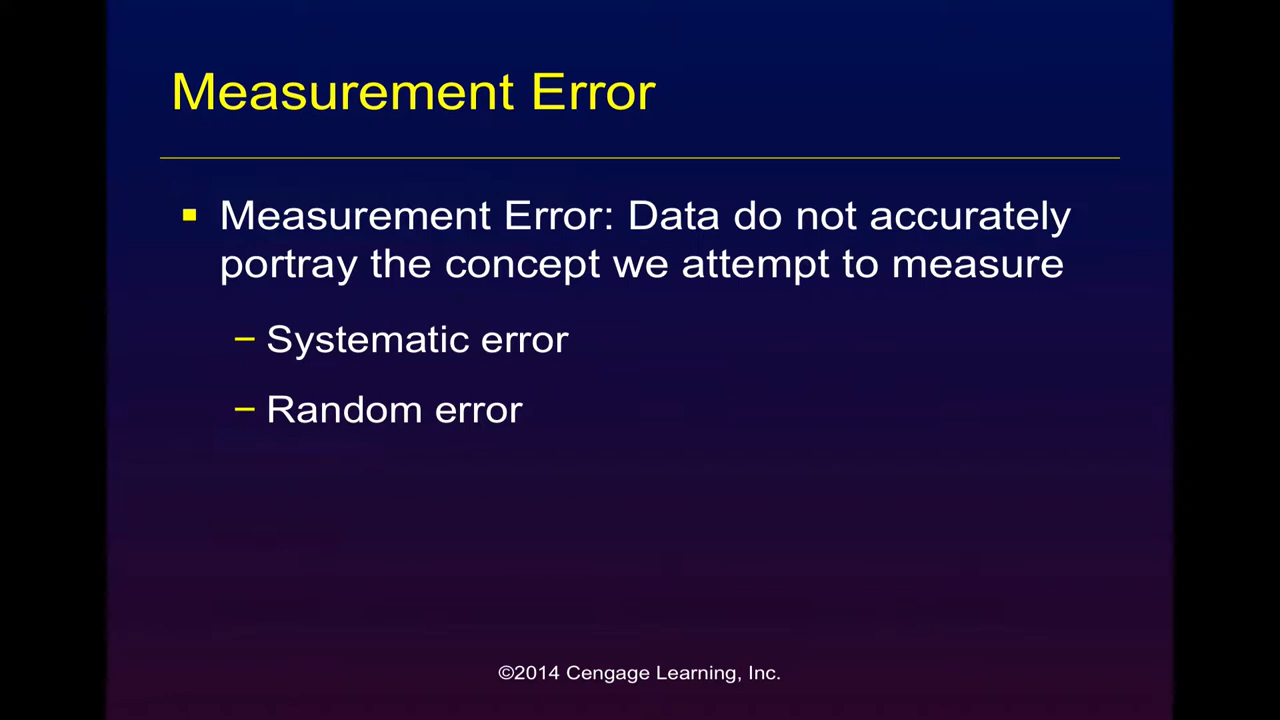 Measurement Error
▪ Measurement Error: Data do not accurately
portray the concept we attempt to measure
– Systematic error
– Random error
©2014 Cengage Learning, Inc.